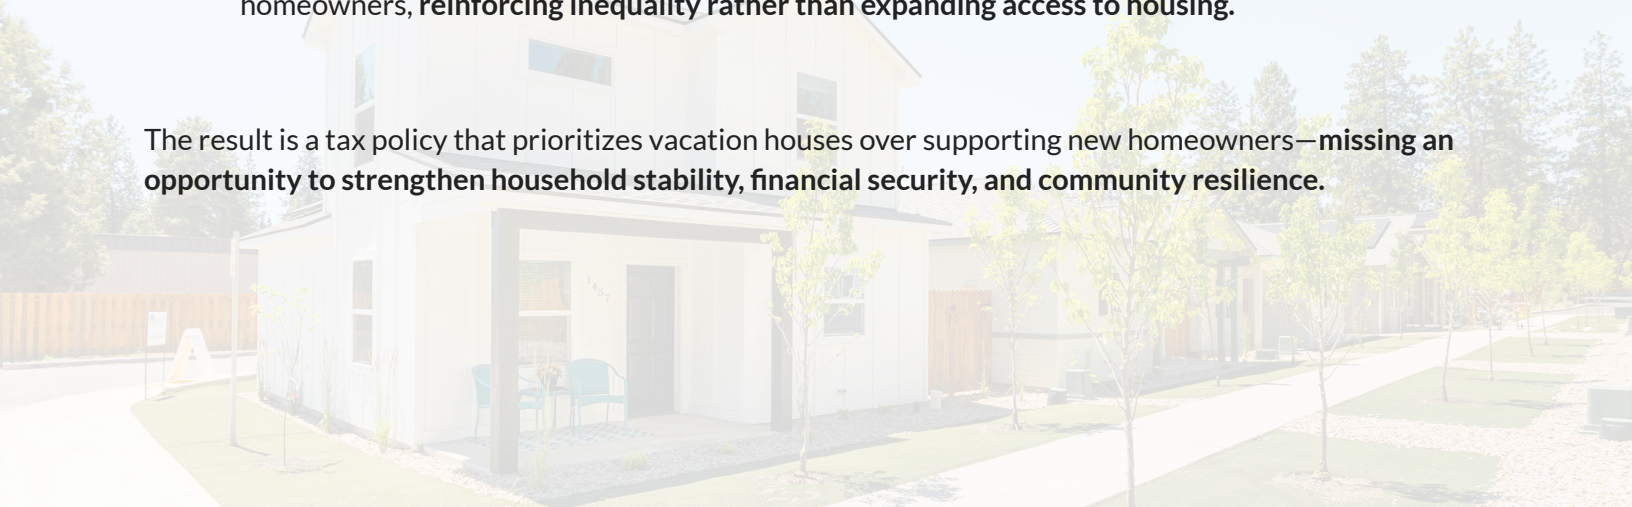 homeowners, reinforcing inequality rather than expanding access to housing.
The result is a tax policy that prioritizes vacation houses over supporting new homeowners—missing an
opportunity to strengthen household stability, financial security, and community resilience.
1457